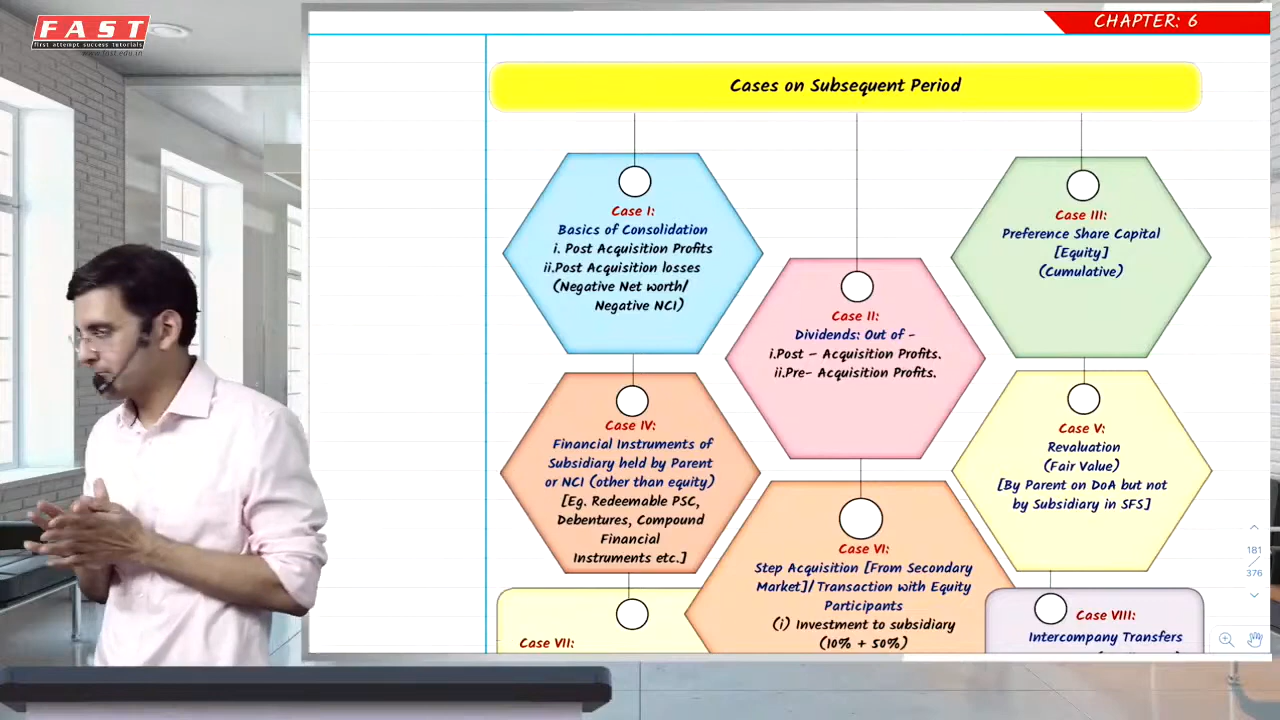 FAST
first attempt success tutorials
www.fast.edu.in
CHAPTER: 6
Cases on Subsequent Period
Case I:
Basics of Consolidation
i. Post Acquisition Profits
ii.Post Acquisition losses
(Negative Net worth/
Negative NCI)
Case II:
Dividends: Out of -
i.Post - Acquisition Profits.
ii.Pre- Acquisition Profits.
Case III:
Preference Share Capital
[Equity]
(Cumulative)
Case IV:
Financial Instruments of
Subsidiary held by Parent
or NCI (other than equity)
[Eg. Redeemable PSC,
Debentures, Compound
Financial
Instruments etc.]
Case V:
Revaluation
(Fair Value)
[By Parent on DoA but not
by Subsidiary in SFS]
Case VI:
Step Acquisition [From Secondary
Market]/ Transaction with Equity
Participants
(i) Investment to subsidiary
(10% + 50%)
Case VII:
Case VIII:
Intercompany Transfers
181
376